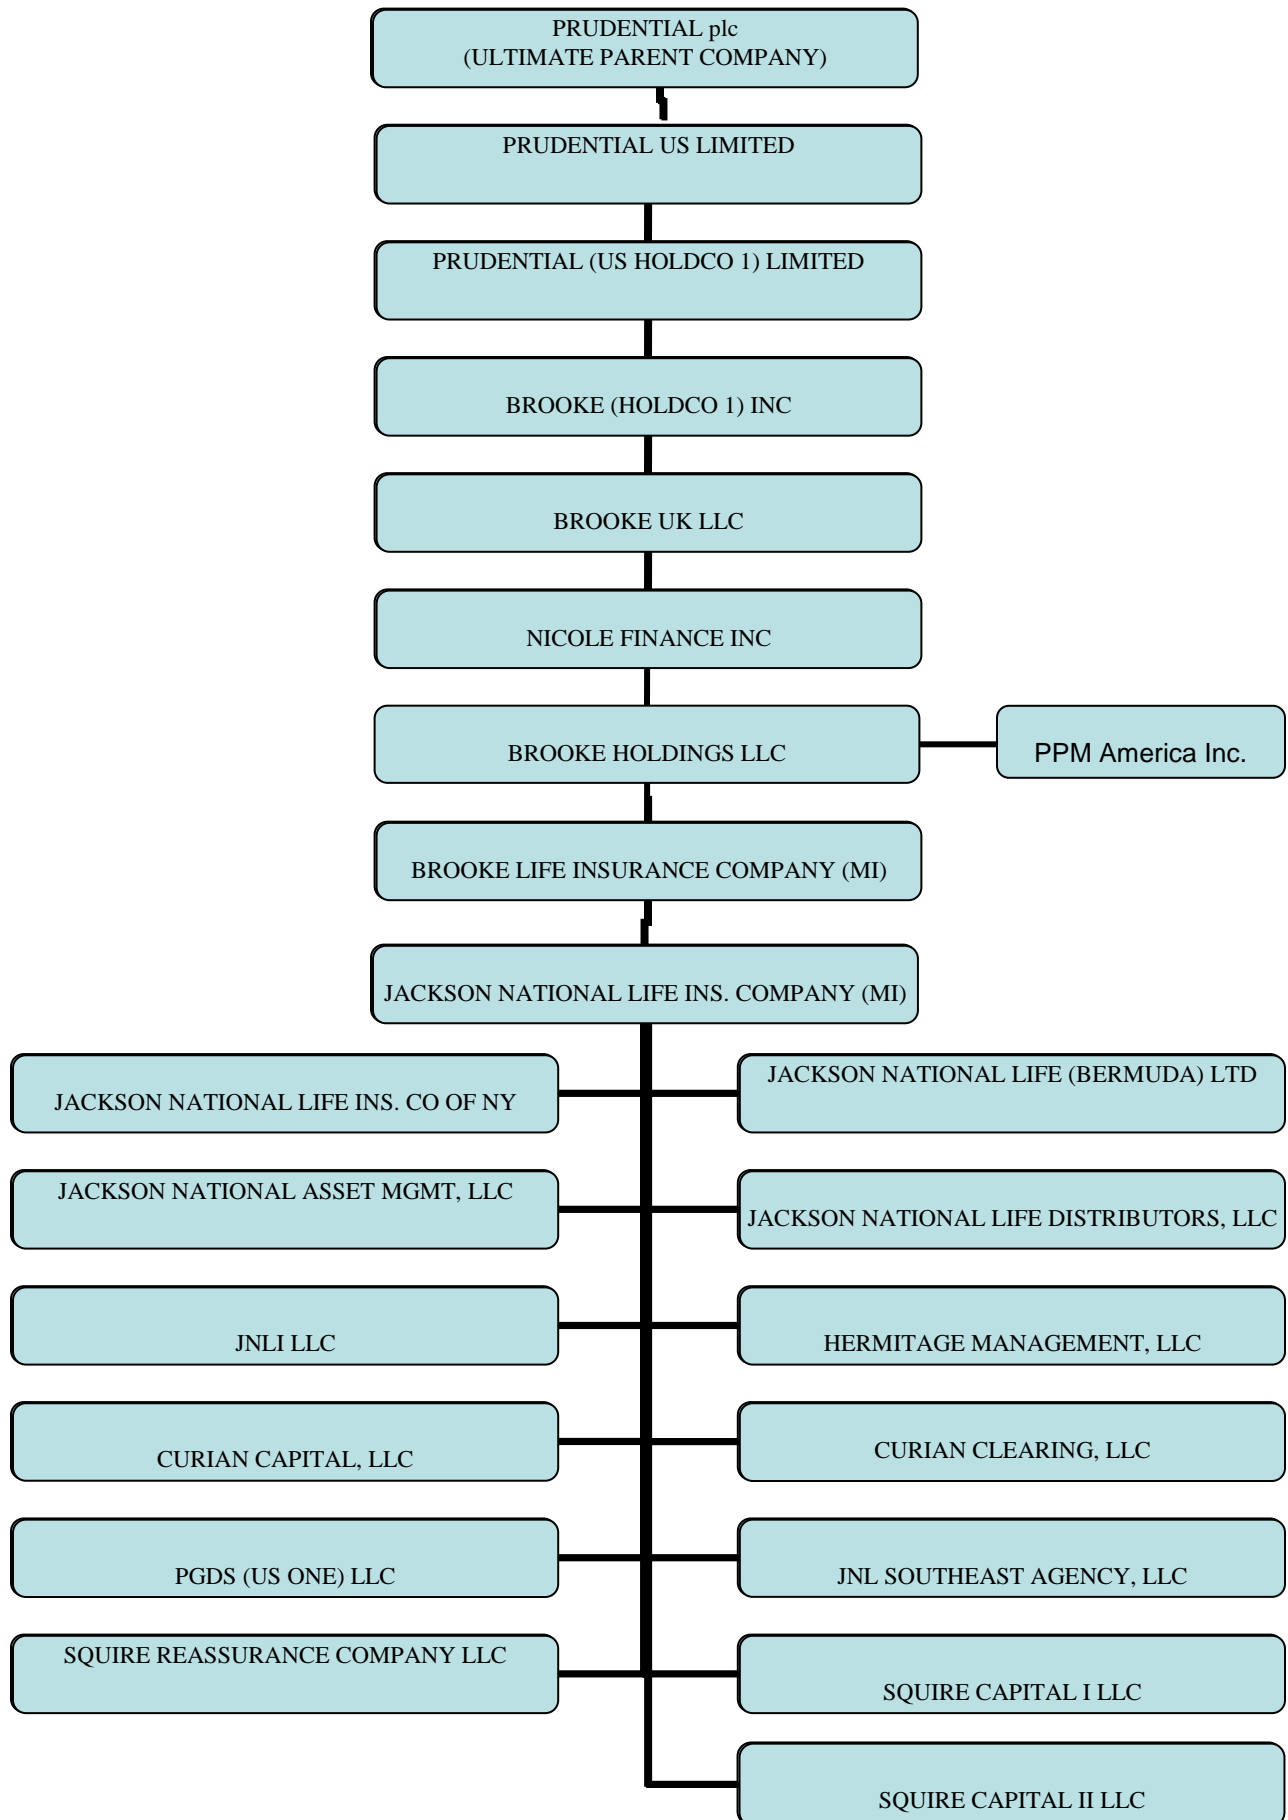 PRUDENTIAL plc
(ULTIMATE PARENT COMPANY)
PRUDENTIAL US LIMITED
PRUDENTIAL (US HOLDCO 1) LIMITED
BROOKE (HOLDCO 1) INC
BROOKE UK LLC
NICOLE FINANCE INC
BROOKE HOLDINGS LLC
PPM America Inc.
BROOKE LIFE INSURANCE COMPANY (MI)
JACKSON NATIONAL LIFE INS. COMPANY (MI)
JACKSON NATIONAL LIFE INS. CO OF NY
JACKSON NATIONAL LIFE (BERMUDA) LTD
JACKSON NATIONAL ASSET MGMT, LLC
JACKSON NATIONAL LIFE DISTRIBUTORS, LLC
JNLI LLC
HERMITAGE MANAGEMENT, LLC
CURIAN CAPITAL, LLC
CURIAN CLEARING, LLC
PGDS (US ONE) LLC
JNL SOUTHEAST AGENCY, LLC
SQUIRE REASSURANCE COMPANY LLC
SQUIRE CAPITAL I LLC
SQUIRE CAPITAL II LLC